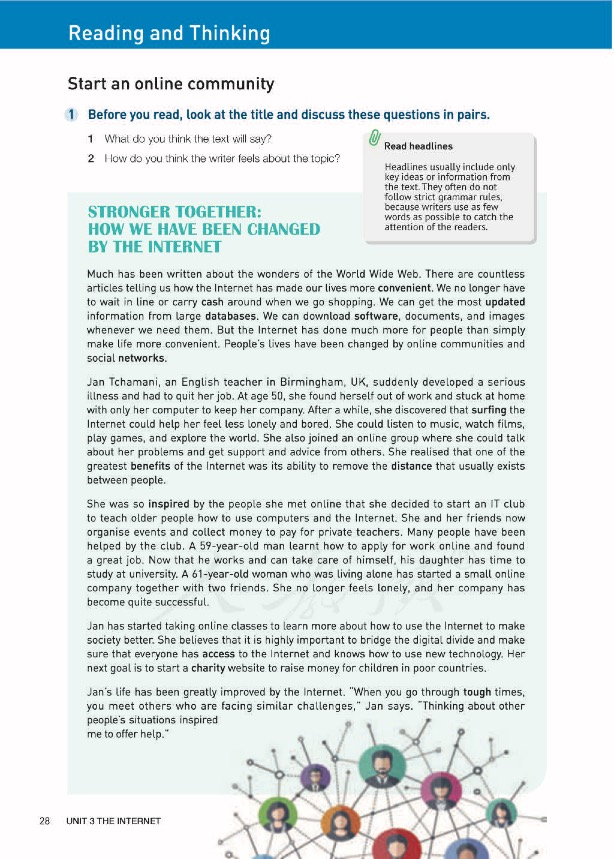 Reading and Thinking
Start an online community
1 Before you read, look at the title and discuss these questions in pairs.
1 What do you think the text will say?
2 How do you think the writer feels about the topic?
Read headlines
Headlines usually include only
key ideas or information from
the text. They often do not
follow strict grammar rules,
because writers use as few
words as possible to catch the
attention of the readers.
STRONGER TOGETHER:
HOW WE HAVE BEEN CHANGED
BY THE INTERNET
Much has been written about the wonders of the World Wide Web. There are countless
articles telling us how the Internet has made our lives more convenient. We no longer have
to wait in line or carry cash around when we go shopping. We can get the most updated
information from large databases. We can download software, documents, and images
whenever we need them. But the Internet has done much more for people than simply
make life more convenient. People's lives have been changed by online communities and
social networks.
Jan Tchamani, an English teacher in Birmingham, UK, suddenly developed a serious
illness and had to quit her job. At age 50, she found herself out of work and stuck at home
with only her computer to keep her company. After a while, she discovered that surfing the
Internet could help her feel less lonely and bored. She could listen to music, watch films,
play games, and explore the world. She also joined an online group where she could talk
about her problems and get support and advice from others. She realised that one of the
greatest benefits of the Internet was its ability to remove the distance that usually exists
between people.
She was so inspired by the people she met online that she decided to start an IT club
to teach older people how to use computers and the Internet. She and her friends now
organise events and collect money to pay for private teachers. Many people have been
helped by the club. A 59-year-old man learnt how to apply for work online and found
a great job. Now that he works and can take care of himself, his daughter has time to
study at university. A 61-year-old woman who was living alone has started a small online
company together with two friends. She no longer feels lonely, and her company has
become quite successful.
Jan has started taking online classes to learn more about how to use the Internet to make
society better. She believes that it is highly important to bridge the digital divide and make
sure that everyone has access to the Internet and knows how to use new technology. Her
next goal is to start a charity website to raise money for children in poor countries.
Jan's life has been greatly improved by the Internet. "When you go through tough times,
you meet others who are facing similar challenges," Jan says. "Thinking about other
people's situations inspired
me to offer help."
28 UNIT 3 THE INTERNET